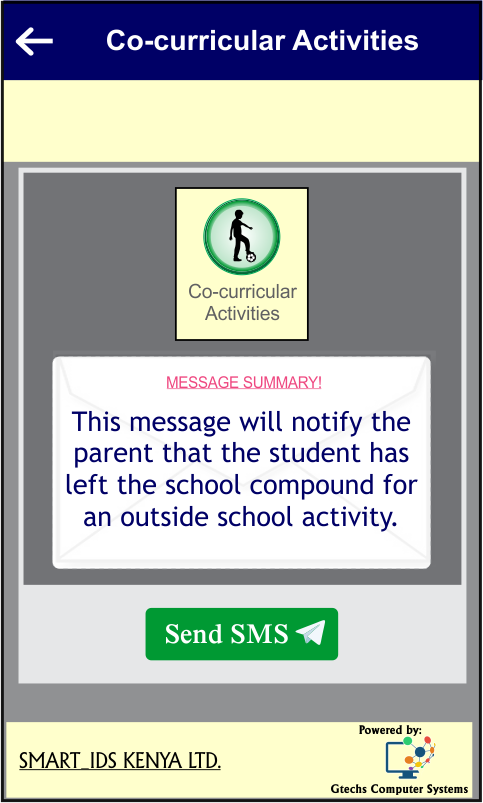 Co-curricular Activities
Co-curricular
Activities
MESSAGE SUMMARY!
This message will notify the
parent that the student has
left the school compound for
an outside school activity.
Send SMS
Powered by:
SMART_IDS KENYA LTD.
Gtechs Computer Systems